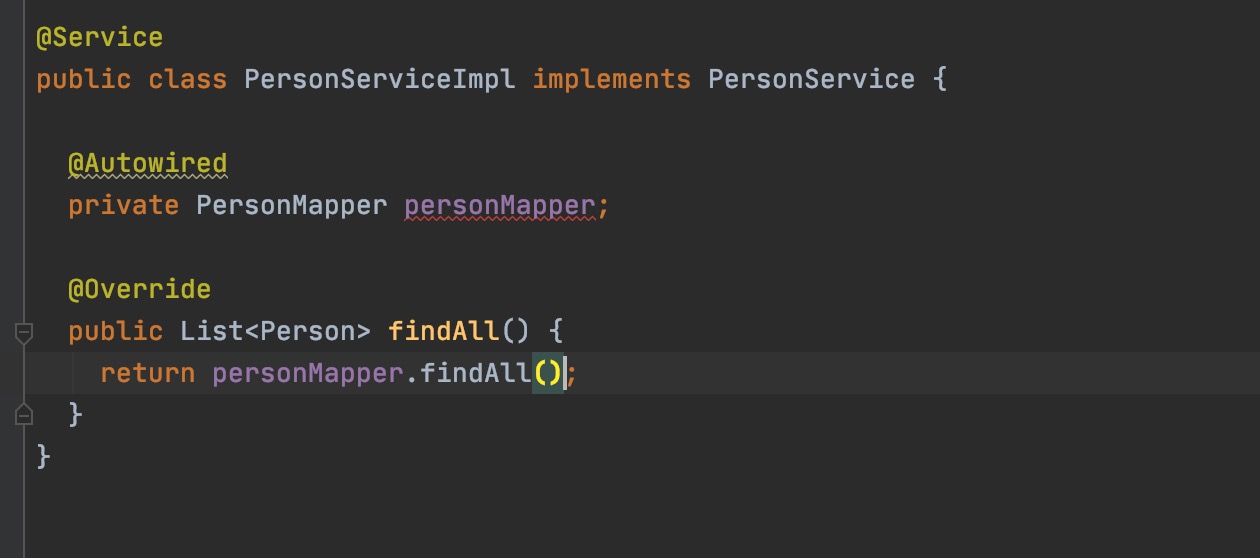 @Service
public class PersonServiceImpl implements PersonService {
@Autowired
private PersonMapper personMapper;
@Override
public List<Person> findAll() {
return personMapper.findAll();
}
}